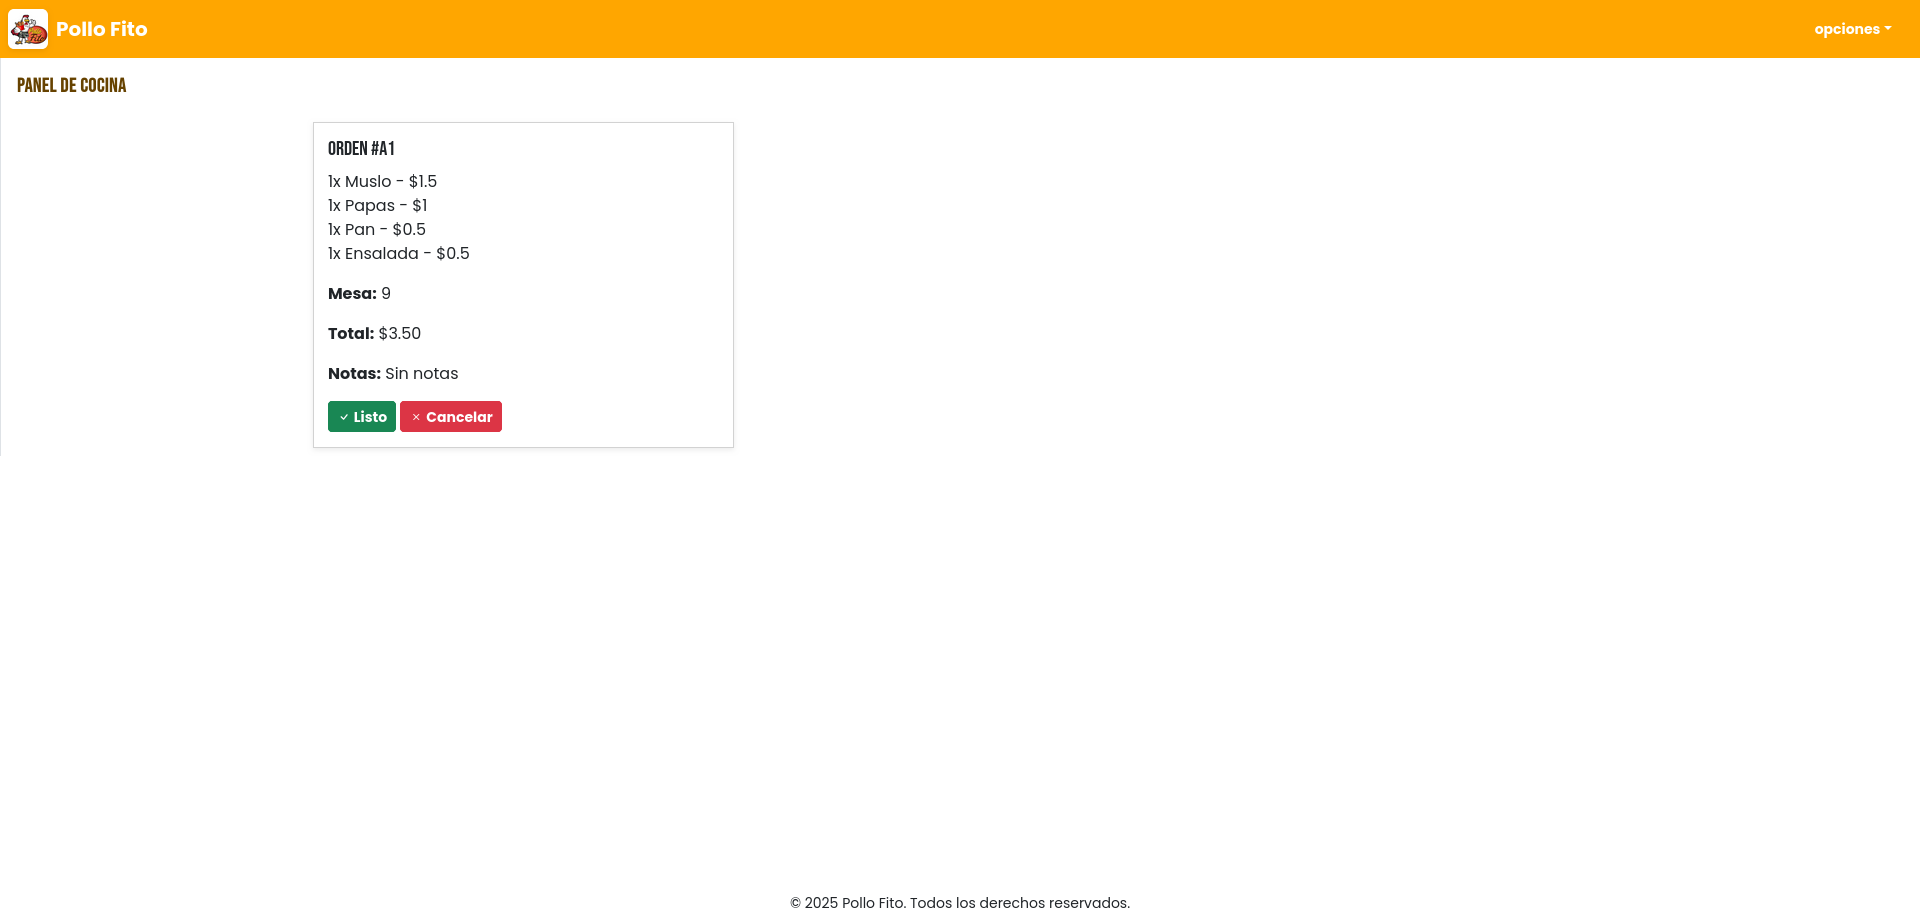 Pollo Fito
opciones
PANEL DE COCINA
ORDEN #A1
1x Muslo - $1.5
1x Papas - $1
1x Pan - $0.5
1x Ensalada - $0.5
Mesa: 9
Total: $3.50
Notas: Sin notas
Listo
Cancelar
© 2025 Pollo Fito. Todos los derechos reservados.